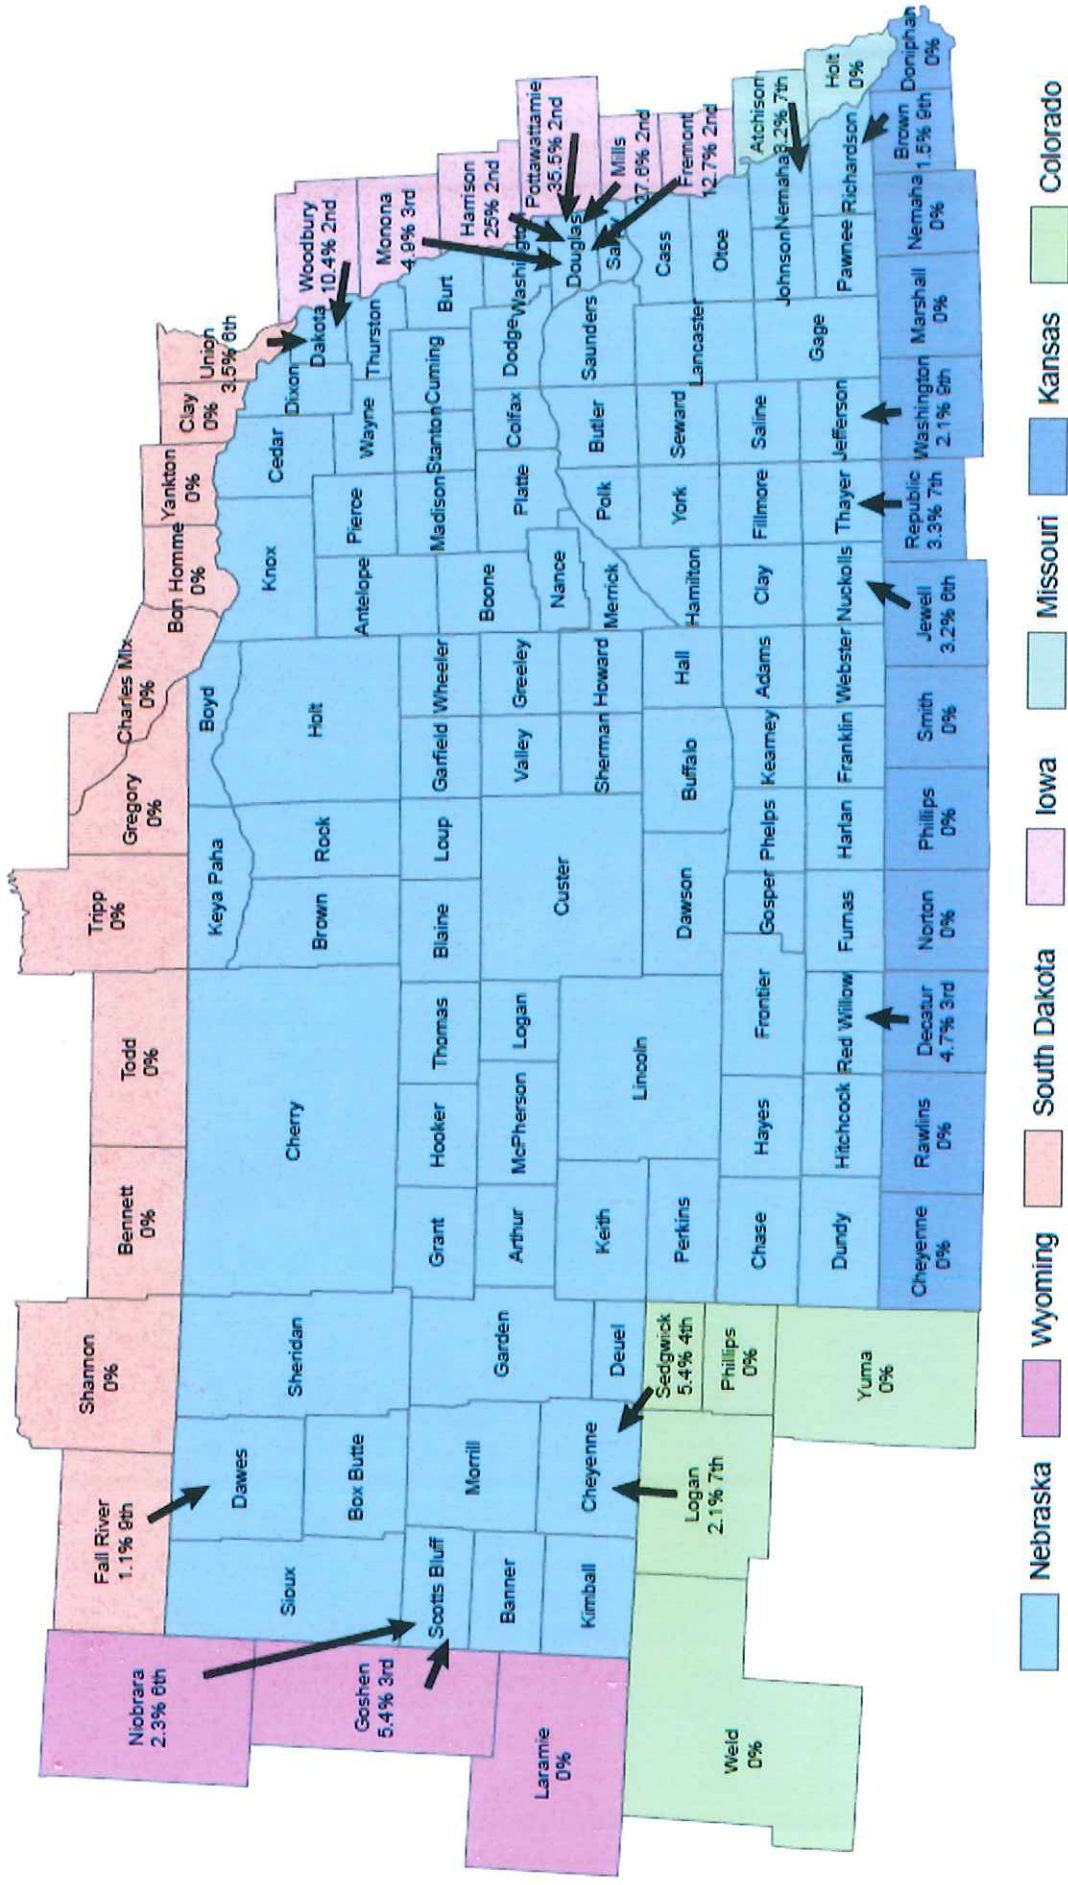 Shannon
0%
Bennett
0%
Todd
0%
Tripp
0%
Gregory
0%
Charles Mix
0%
Bon Homme
0%
Yankton
0%
Clay
0%
Union
3.5% 6th
Fall River
1.1% 9th
Niobrara
2.3% 6th
Goshen
5.4% 3rd
Laramie
0%
Woodbury
10.4% 2nd
Monona
4.9% 3rd
Harrison
25% 2nd
Pottawattamie
35.5% 2nd
Mills
Fremont
12.7% 2nd
Atchison
3.2% 7th
Holt
0%
Sioux
Dawes
Box Butte
Sheridan
Cherry
Keya Paha
Boyd
Brown
Rock
Holt
Knox
Cedar
Dixon
Dakota
Antelope
Pierce
Wayne
Thurston
Scotts Bluff
Morrill
Garden
Grant
Hooker
Thomas
Blaine
Loup
Garfield
Wheeler
Boone
Madison
Stanton
Cuming
Burt
Banner
Arthur
McPherson
Logan
Custer
Valley
Greeley
Nance
Platte
Colfax
Dodge
Washington
Kimball
Cheyenne
Deuel
Keith
Lincoln
Sherman
Howard
Merrick
Polk
Butler
Saunders
Douglas
Perkins
Dawson
Buffalo
Hall
Hamilton
York
Seward
Lancaster
Cass
Otoe
Chase
Hayes
Frontier
Gosper
Phelps
Kearney
Adams
Clay
Fillmore
Saline
Gage
Johnson
Nemaha
Dundy
Hitchcock
Red Willow
Furnas
Harlan
Franklin
Webster
Nuckolls
Thayer
Jefferson
Pawnee
Richardson
Sedgwick
5.4% 4th
Phillips
0%
Logan
2.1% 7th
Yuma
0%
Weld
0%
Cheyenne
0%
Rawlins
0%
Decatur
4.7% 3rd
Norton
0%
Phillips
0%
Smith
0%
Jewell
3.2% 6th
Republic
3.3% 7th
Washington
2.1% 9th
Marshall
0%
Nemaha
0%
Brown
1.5% 9th
Doniphan
0%
Nebraska
Wyoming
South Dakota
Iowa
Missouri
Kansas
Colorado